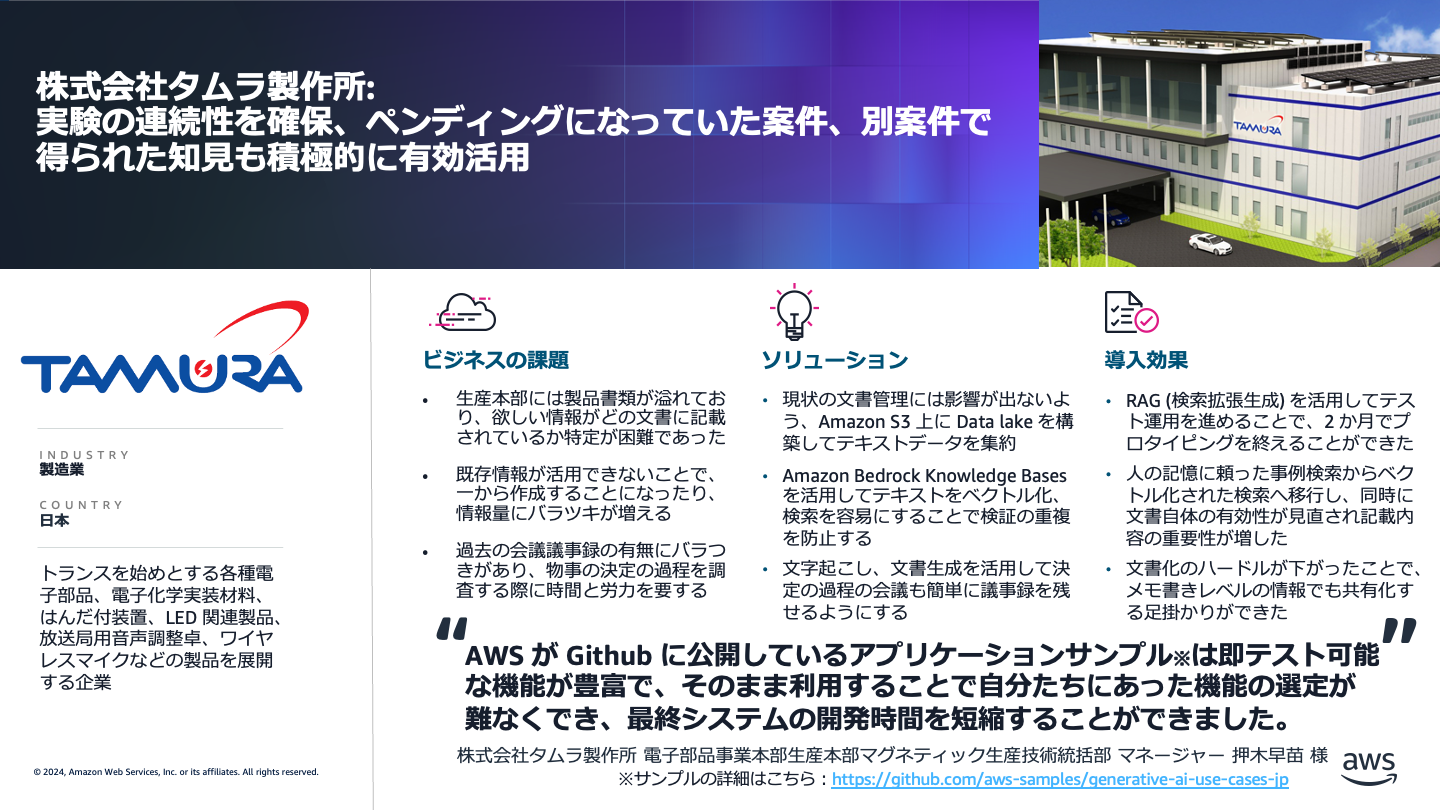 株式会社タムラ製作所:
実験の連続性を確保、ペンディングになっていた案件、別案件で
得られた知見も積極的に有効活用
TAMURA
TAMURA
INDUSTRY
製造業
COUNTRY
日本
トランスを始めとする各種電
子部品、電子化学実装材料、
はんだ付装置、LED 関連製品、
放送局用音声調整卓、ワイヤ
レスマイクなどの製品を展開
する企業
© 2024, Amazon Web Services, Inc. or its affiliates. All rights reserved.
ビジネスの課題
• 生産本部には製品書類が溢れてお
り、欲しい情報がどの文書に記載
されているか特定が困難であった
• 既存情報が活用できないことで、
一から作成することになったり、
情報量にバラツキが増える
• 過去の会議議事録の有無にバラつ
きがあり、物事の決定の過程を調
査する際に時間と労力を要する
ソリューション
• 現状の文書管理には影響が出ないよ
う、Amazon S3 上に Data lake を構
築してテキストデータを集約
• Amazon Bedrock Knowledge Bases
を活用してテキストをベクトル化、
検索を容易にすることで検証の重複
を防止する
• 文字起こし、文書生成を活用して決
定の過程の会議も簡単に議事録を残
せるようにする
導入効果
• RAG (検索拡張生成) を活用してテス
ト運用を進めることで、2 か月でプ
ロタイピングを終えることができた
• 人の記憶に頼った事例検索からベク
トル化された検索へ移行し、同時に
文書自体の有効性が見直され記載内
容の重要性が増した
• 文書化のハードルが下がったことで、
メモ書きレベルの情報でも共有化す
る足掛かりができた
“AWS が Github に公開しているアプリケーションサンプル※は即テスト可能
な機能が豊富で、そのまま利用することで自分たちにあった機能の選定が
難なくでき、最終システムの開発時間を短縮することができました。”
株式会社タムラ製作所 電子部品事業本部生産本部マグネティック生産技術統括部 マネージャー 押木早苗 様
※サンプルの詳細はこちら : https://github.com/aws-samples/generative-ai-use-cases-jp
aws